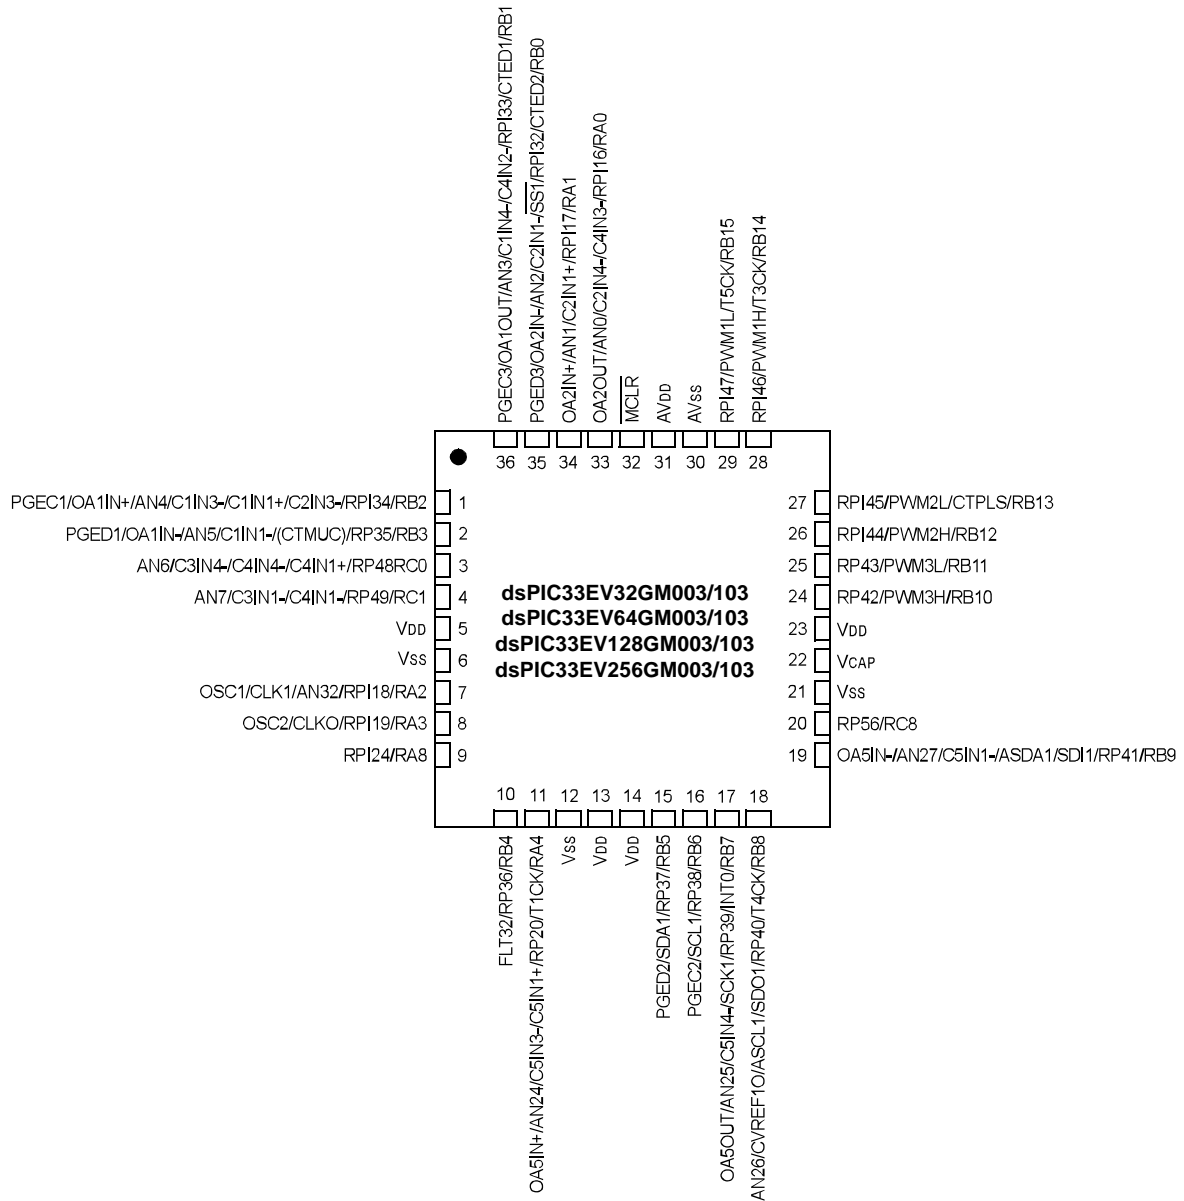 PGEC3/OA1OUT/AN3/C1IN4-/C4IN2-/RPI33/CTED1/RB1
PGED3/OA2IN-/AN2/C2IN1-/SS1/RPI32/CTED2/RB0
OA2IN+/AN1/C2IN1+/RPI17/RA1
OA2OUT/AN0/C2IN4-/C4IN3-/RPI16/RA0
MCLR
AVDD
AVSS
RPI47/PWM1L/T5CK/RB15
RPI46/PWM1H/T3CK/RB14
36 35 34 33 32 31 30 29 28
PGEC1/OA1IN+/AN4/C1IN3-/C1IN1+/C2IN3-/RPI34/RB2 1
PGED1/OA1IN-/AN5/C1IN1-/(CTMUC)/RP35/RB3 2
AN6/C3IN4-/C4IN4-/C4IN1+/RP48RC0 3
AN7/C3IN1-/C4IN1-/RP49/RC1 4
VDD 5
VSS 6
OSC1/CLK1/AN32/RPI18/RA2 7
OSC2/CLKO/RPI19/RA3 8
RPI24/RA8 9
dsPIC33EV32GM003/103
dsPIC33EV64GM003/103
dsPIC33EV128GM003/103
dsPIC33EV256GM003/103
27 RPI45/PWM2L/CTPLS/RB13
26 RPI44/PWM2H/RB12
25 RP43/PWM3L/RB11
24 RP42/PWM3H/RB10
23 VDD
22 VCAP
21 VSS
20 RP56/RC8
19 OA5IN-/AN27/C5IN1-/ASDA1/SDI1/RP41/RB9
10 11 12 13 14 15 16 17 18
FLT32/RP36/RB4
OA5IN+/AN24/C5IN3-/C5IN1+/RP20/T1CK/RA4
VSS
VDD
VDD
PGED2/SDA1/RP37/RB5
PGEC2/SCL1/RP38/RB6
OA5OUT/AN25/C5IN4-/SCK1/RP39/INT0/RB7
AN26/CVREF1O/ASCL1/SDO1/RP40/T4CK/RB8